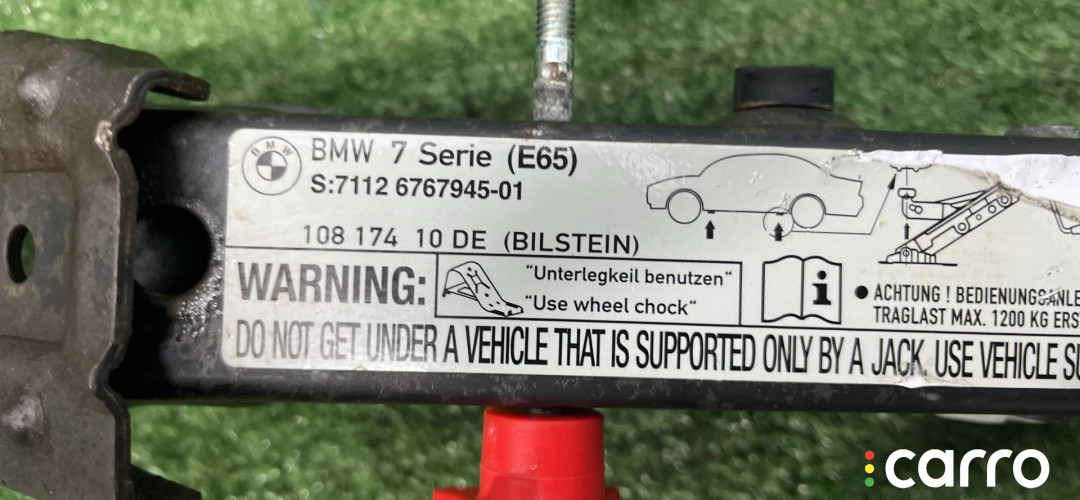 BMW
BMW 7 Serie (E65)
S:7112 6767945-01
108 174 10 DE (BILSTEIN)
WARNING:
"Unterlegkeil benutzen"
"Use wheel chock"
i
● ACHTUNG ! BEDIENUNGSANLE
TRAGLAST MAX. 1200 KG ERS
DO NOT GET UNDER A VEHICLE THAT IS SUPPORTED ONLY BY A JACK. USE VEHICLE SU
carro